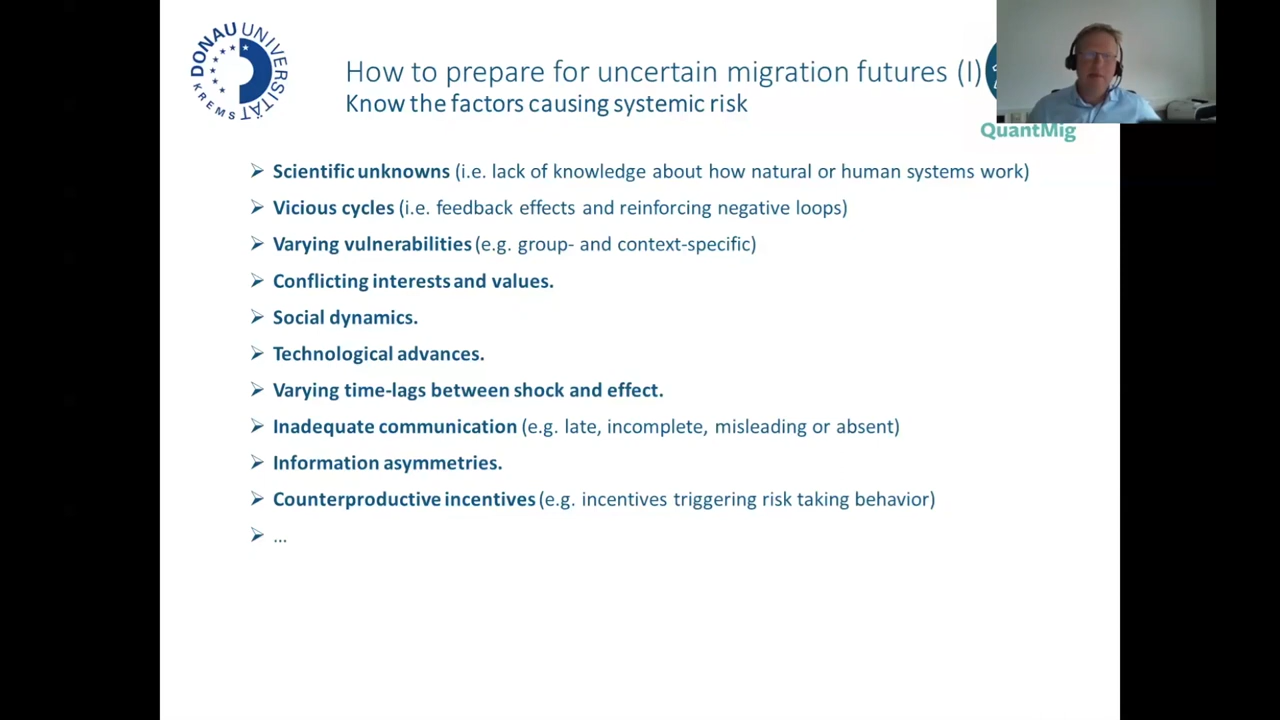 DONAU UNIVERSITÄT
KREMS
How to prepare for uncertain migration futures (I)
Know the factors causing systemic risk
QuantMig
➢ Scientific unknowns (i.e. lack of knowledge about how natural or human systems work)
➢ Vicious cycles (i.e. feedback effects and reinforcing negative loops)
➢ Varying vulnerabilities (e.g. group- and context-specific)
➢ Conflicting interests and values.
➢ Social dynamics.
➢ Technological advances.
➢ Varying time-lags between shock and effect.
➢ Inadequate communication (e.g. late, incomplete, misleading or absent)
➢ Information asymmetries.
➢ Counterproductive incentives (e.g. incentives triggering risk taking behavior)
➢ ...